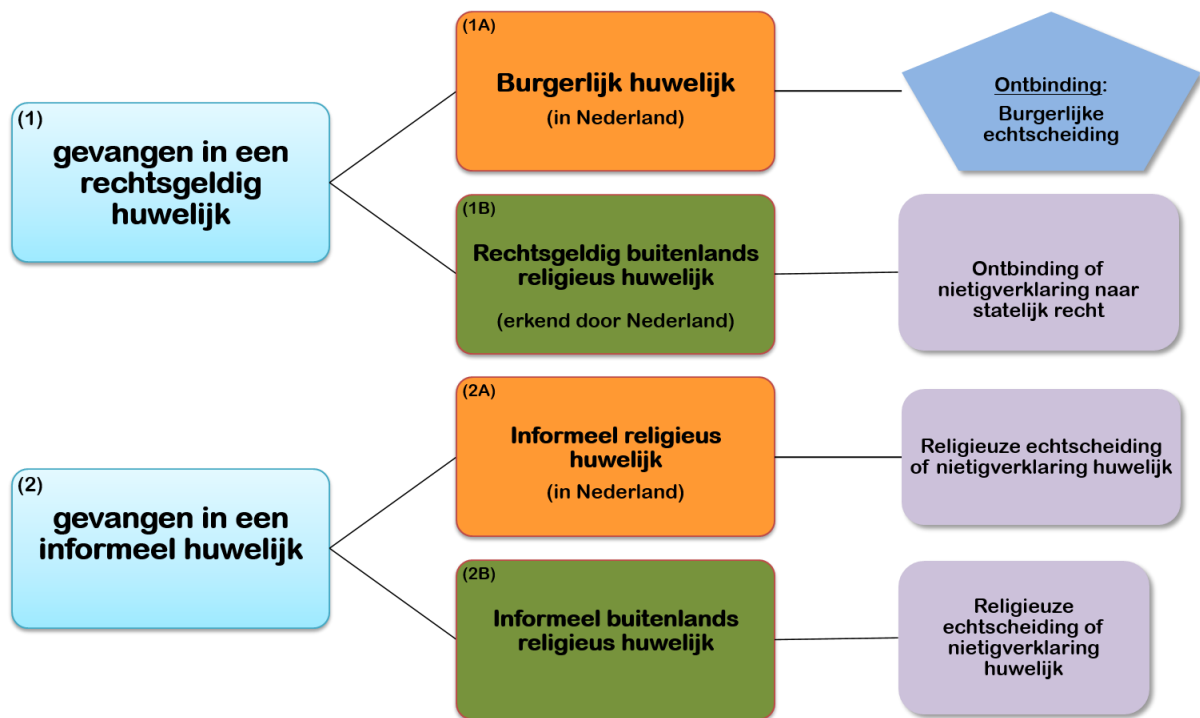 (1)
gevangen in een
rechtsgeldig
huwelijk
(1A)
Burgerlijk huwelijk
(in Nederland)
Ontbinding:
Burgerlijke
echtscheiding
(1B)
Rechtsgeldig buitenlands
religieus huwelijk
(erkend door Nederland)
Ontbinding of
nietigverklaring naar
statelijk recht
(2)
gevangen in een
informeel huwelijk
(2A)
Informeel religieus
huwelijk
(in Nederland)
Religieuze echtscheiding
of nietigverklaring huwelijk
(2B)
Informeel buitenlands
religieus huwelijk
Religieuze
echtscheiding of
nietigverklaring
huwelijk